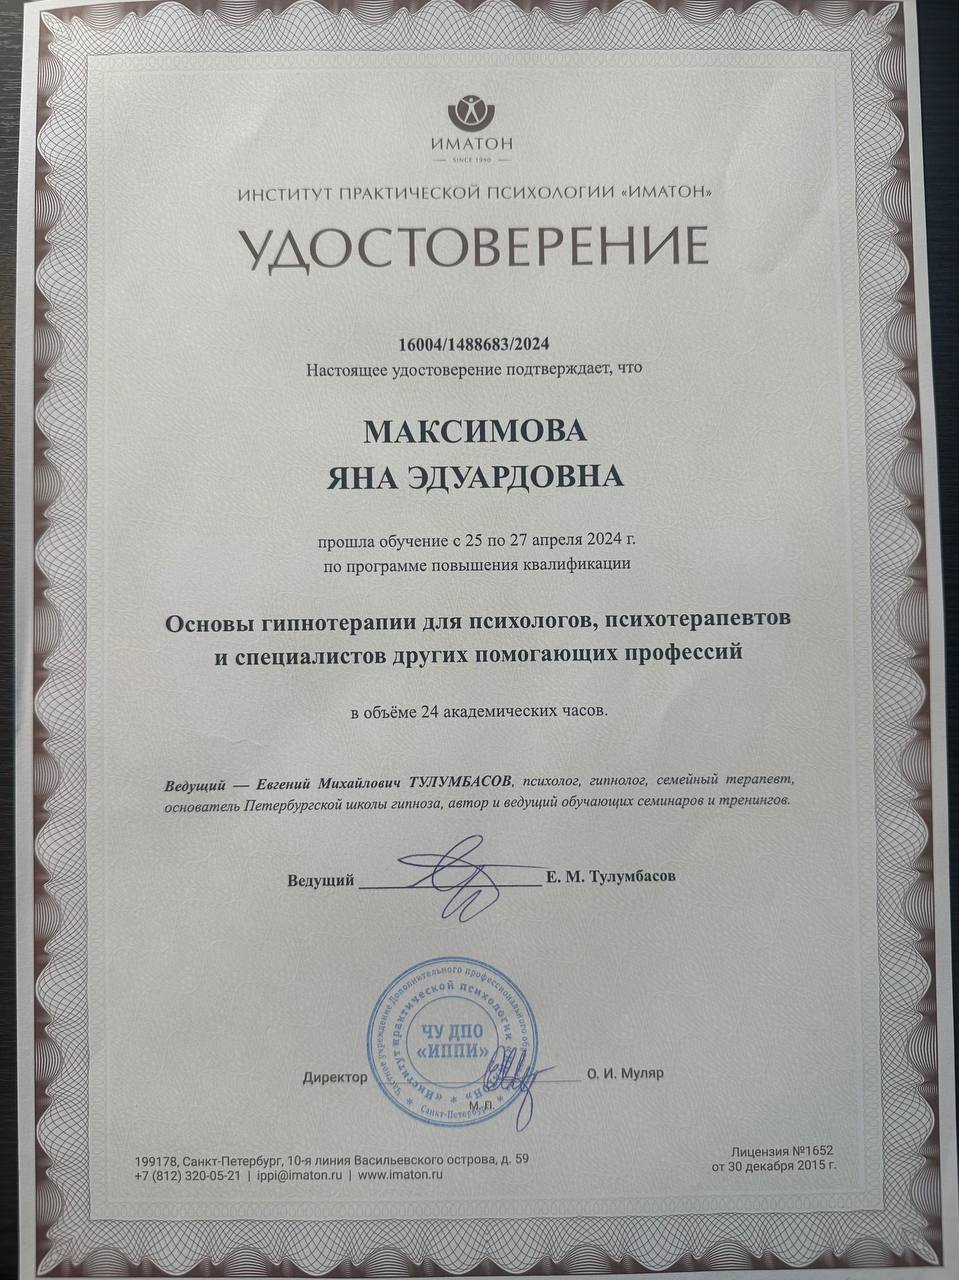 ИМАТОН
SINCE 1990
ИНСТИТУТ ПРАКТИЧЕСКОЙ ПСИХОЛОГИИ «ИМАТОН»
УДОСТОВЕРЕНИЕ
16004/1488683/2024
Настоящее удостоверение подтверждает, что
МАКСИМОВА
ЯНА ЭДУАРДОВНА
прошла обучение с 25 по 27 апреля 2024 г.
по программе повышения квалификации
Основы гипнотерапии для психологов, психотерапевтов
и специалистов других помогающих профессий
в объёме 24 академических часов.
Ведущий — Евгений Михайлович ТУЛУМБАСОВ, психолог, гипнолог, семейный терапевт,
основатель Петербургской школы гипноза, автор и ведущий обучающих семинаров и тренингов.
Ведущий Е. М. Тулумбасов
Частное учреждение Дополнительного профессионального
«Институт практической психологии
ЧУ ДПО
«ИППИ»
Санкт-Петербург
Директор О. И. Муляр
М. П.
199178, Санкт-Петербург, 10-я линия Васильевского острова, д. 59
+7 (812) 320-05-21 | ippi@imaton.ru | www.imaton.ru
Лицензия №1652
от 30 декабря 2015 г.